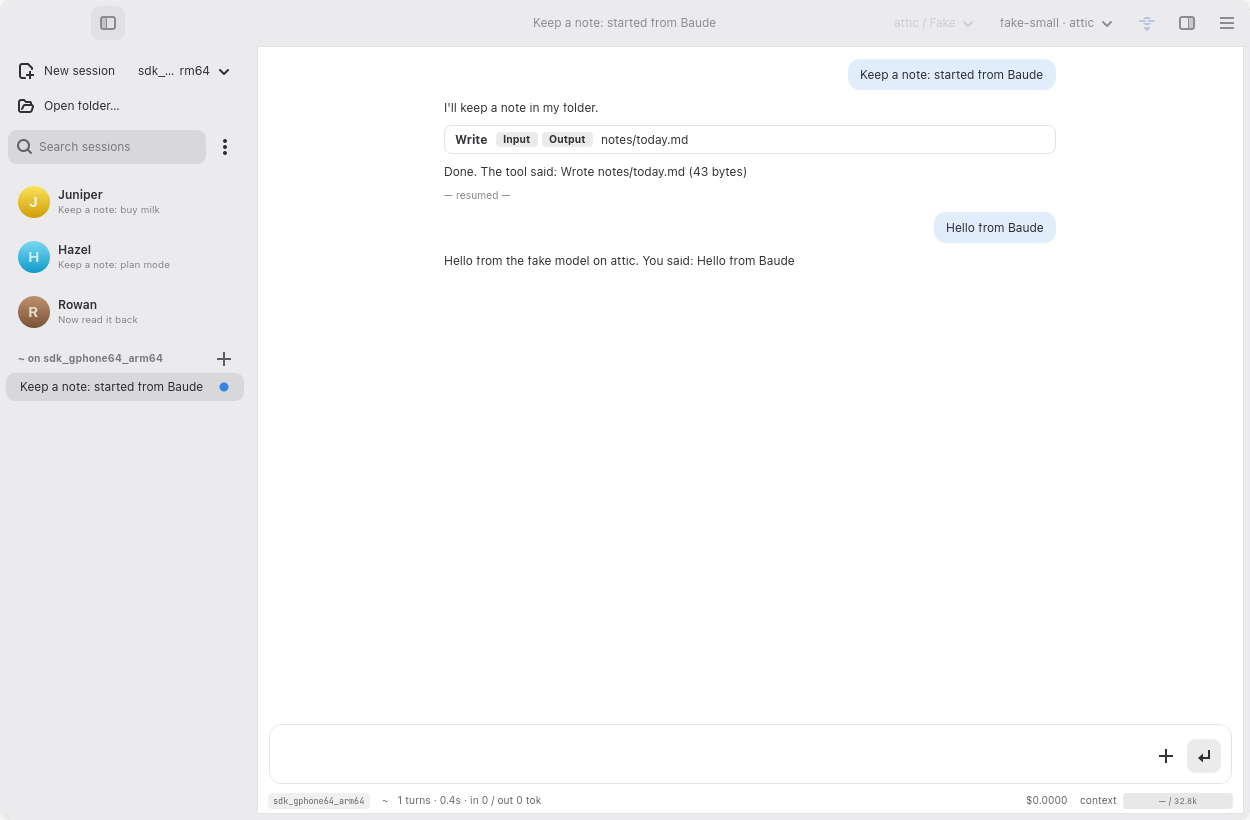 Keep a note: started from Baude
attic / Fake
fake-small · attic
New session
sdk_... rm64
Open folder...
Search sessions
J
Juniper
Keep a note: buy milk
H
Hazel
Keep a note: plan mode
R
Rowan
Now read it back
~ on sdk_gphone64_arm64
Keep a note: started from Baude
Keep a note: started from Baude
I'll keep a note in my folder.
Write Input Output notes/today.md
Done. The tool said: Wrote notes/today.md (43 bytes)
— resumed —
Hello from Baude
Hello from the fake model on attic. You said: Hello from Baude
sdk_gphone64_arm64 ~ 1 turns · 0.4s · in 0 / out 0 tok
$0.0000 context — / 32.8k